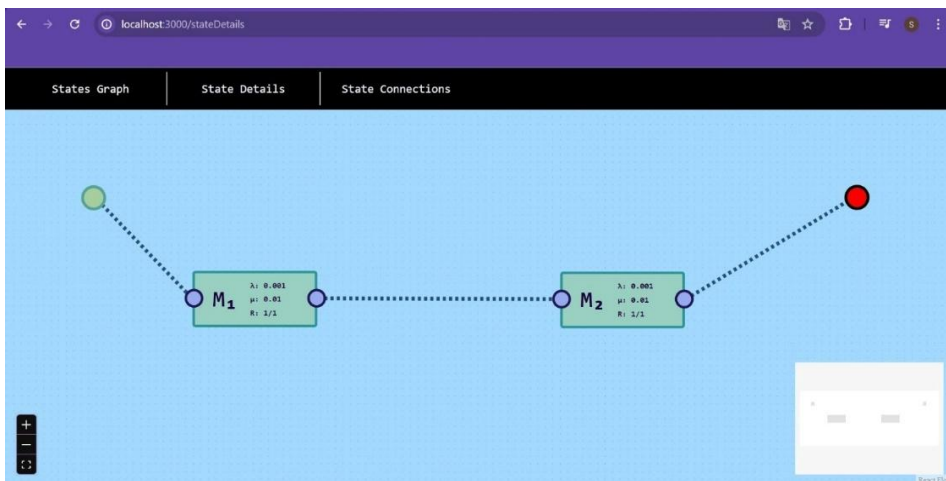 localhost:3000/stateDetails
S
States Graph
State Details
State Connections
M₁
λ: 0.001
μ: 0.01
R: 1/1
M₂
λ: 0.001
μ: 0.01
R: 1/1